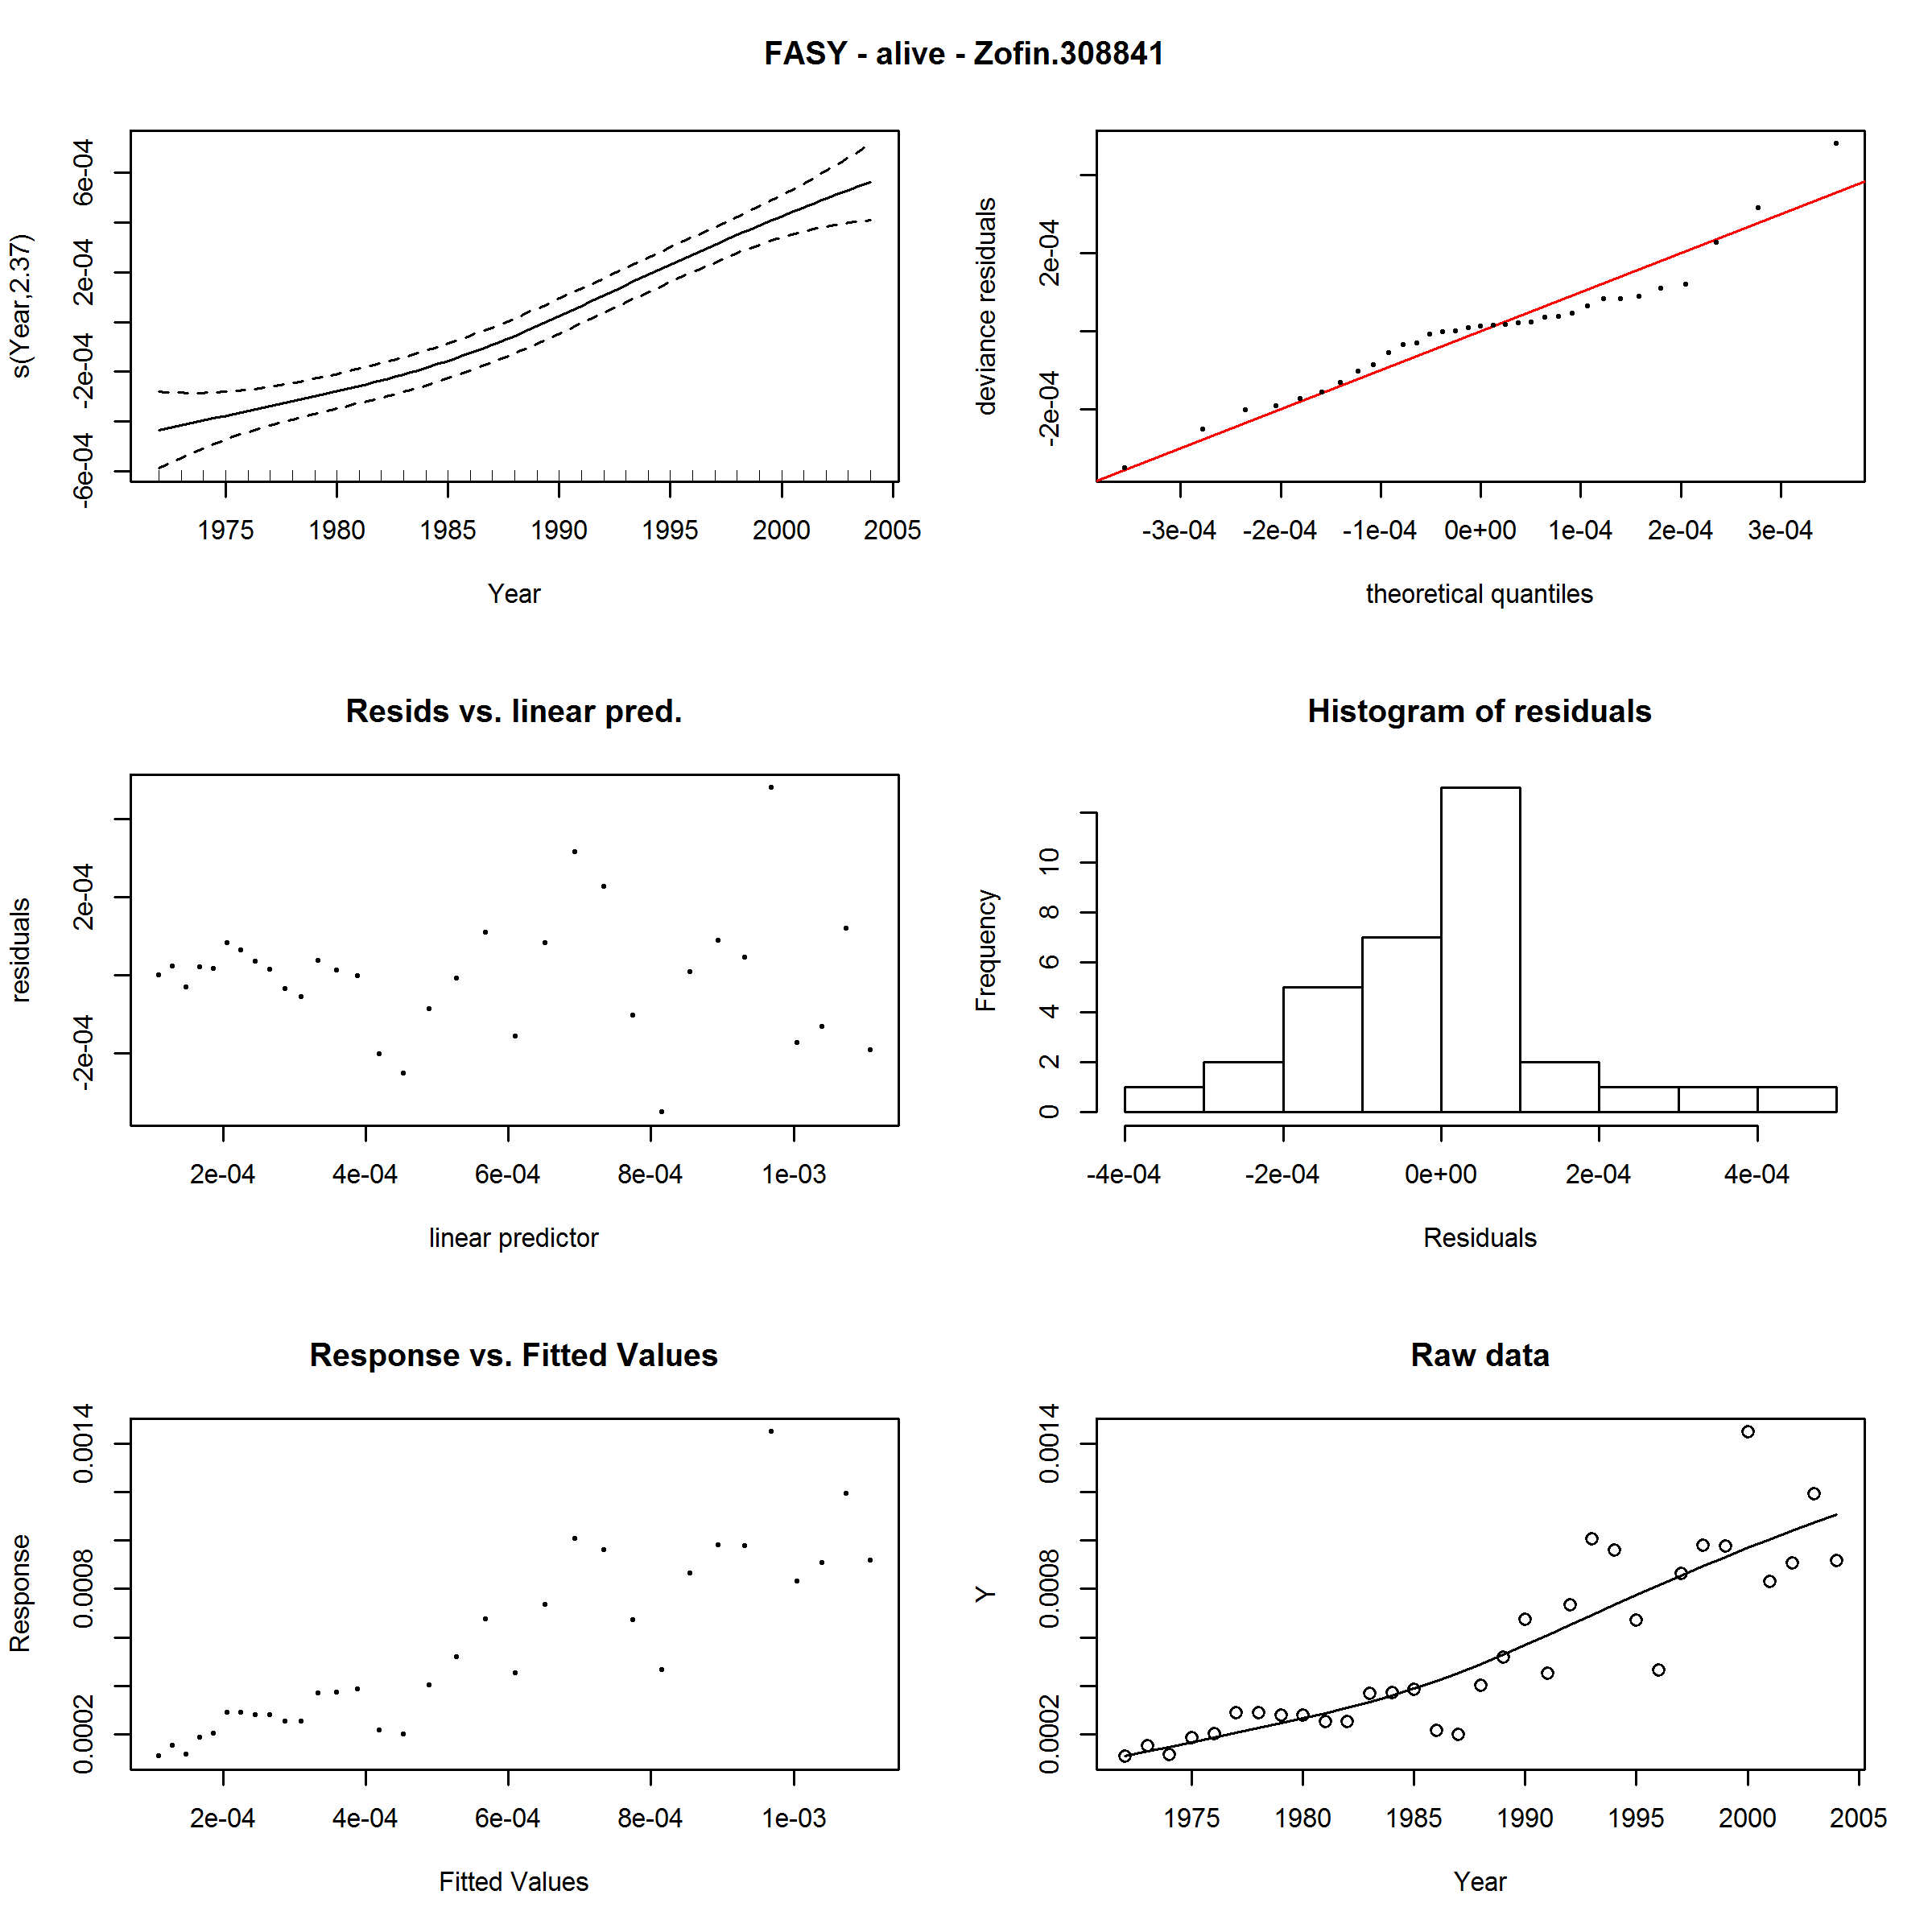 FASY - alive - Zofin.308841
s(Year,2.37)
-6e-04 -2e-04 2e-04 6e-04
1975 1980 1985 1990 1995 2000 2005
Year
deviance residuals
-2e-04 2e-04
-3e-04 -2e-04 -1e-04 0e+00 1e-04 2e-04 3e-04
theoretical quantiles
Resids vs. linear pred.
residuals
-2e-04 2e-04
2e-04 4e-04 6e-04 8e-04 1e-03
linear predictor
Histogram of residuals
Frequency
0 2 4 6 8 10
-4e-04 -2e-04 0e+00 2e-04 4e-04
Residuals
Response vs. Fitted Values
Response
0.0002 0.0008 0.0014
2e-04 4e-04 6e-04 8e-04 1e-03
Fitted Values
Raw data
Y
0.0002 0.0008 0.0014
1975 1980 1985 1990 1995 2000 2005
Year